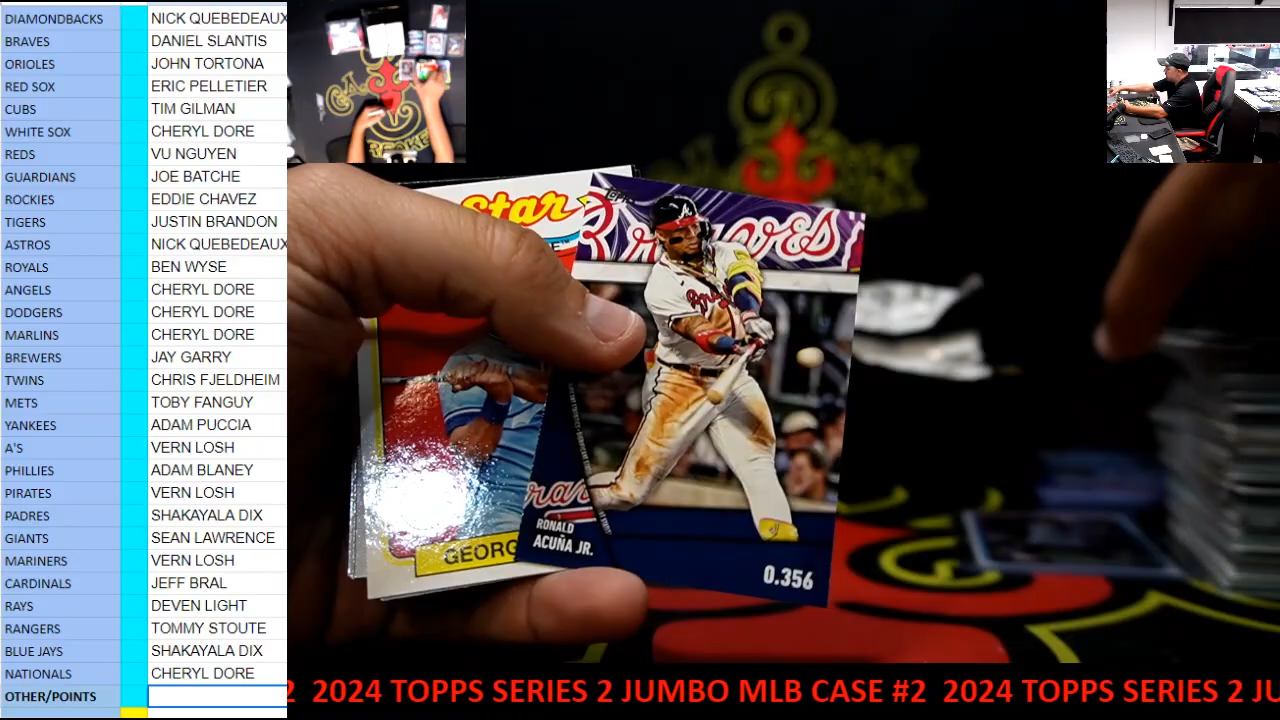 DIAMONDBACKS NICK QUEBEDEAUX
BRAVES DANIEL SLANTIS
ORIOLES JOHN TORTONA
RED SOX ERIC PELLETIER
CUBS TIM GILMAN
WHITE SOX CHERYL DORE
REDS VU NGUYEN
GUARDIANS JOE BATCHE
ROCKIES EDDIE CHAVEZ
TIGERS JUSTIN BRANDON
ASTROS NICK QUEBEDEAUX
ROYALS BEN WYSE
ANGELS CHERYL DORE
DODGERS CHERYL DORE
MARLINS CHERYL DORE
BREWERS JAY GARRY
TWINS CHRIS FJELDHEIM
METS TOBY FANGUY
YANKEES ADAM PUCCIA
A'S VERN LOSH
PHILLIES ADAM BLANEY
PIRATES VERN LOSH
PADRES SHAKAYALA DIX
GIANTS SEAN LAWRENCE
MARINERS VERN LOSH
CARDINALS JEFF BRAL
RAYS DEVEN LIGHT
RANGERS TOMMY STOUTE
BLUE JAYS SHAKAYALA DIX
NATIONALS CHERYL DORE
OTHER/POINTS
Star
GEORG
Braves
RONALD
ACUÑA JR.
0.356
2 2024 TOPPS SERIES 2 JUMBO MLB CASE #2 2024 TOPPS SERIES 2 JU